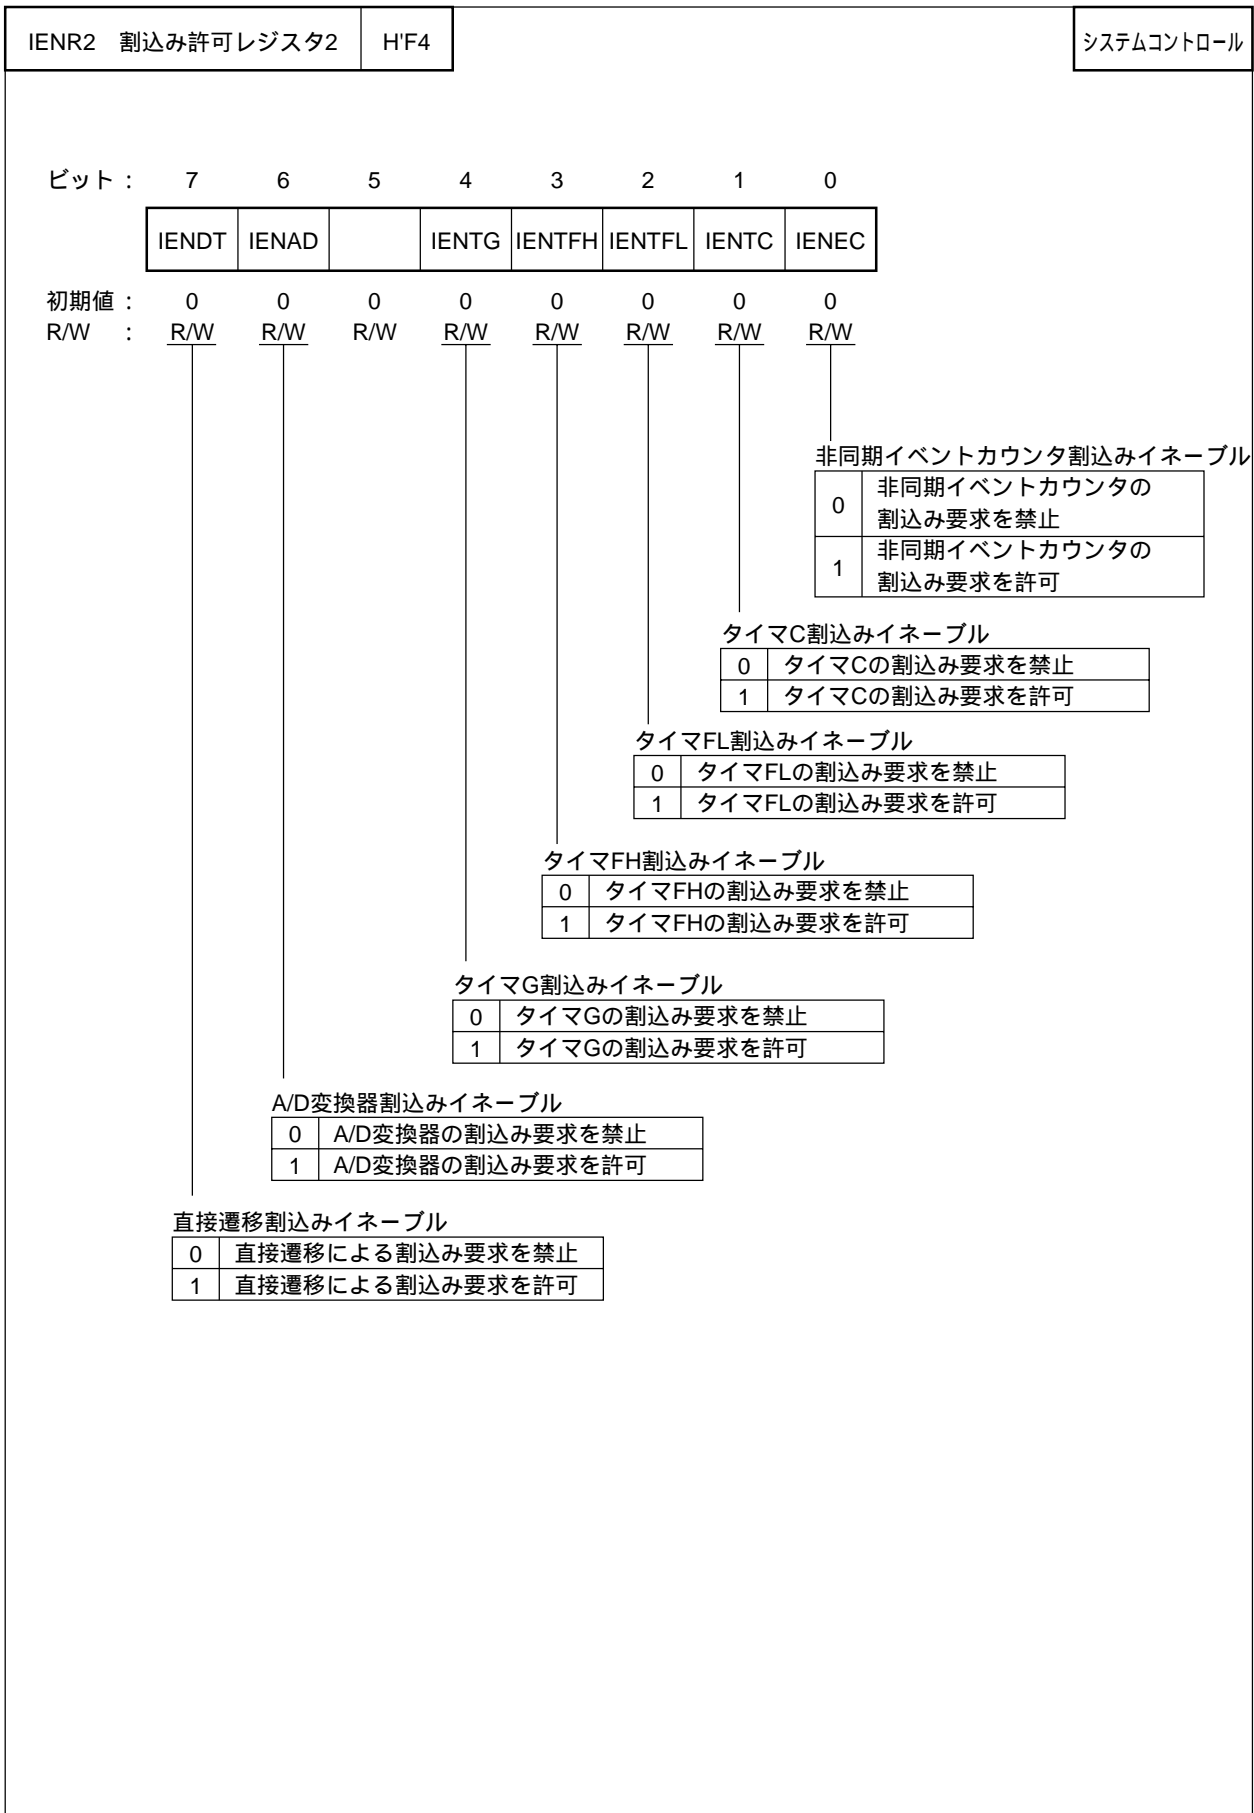 IENR2 割込み許可レジスタ2 H'F4 システムコントロール
ビット： 7 6 5 4 3 2 1 0
IENDT IENAD IENTG IENTFH IENTFL IENTC IENEC
初期値： 0 0 0 0 0 0 0 0
R/W ： R/W R/W R/W R/W R/W R/W R/W R/W
非同期イベントカウンタ割込みイネーブル
0 非同期イベントカウンタの
割込み要求を禁止
1 非同期イベントカウンタの
割込み要求を許可
タイマC割込みイネーブル
0 タイマCの割込み要求を禁止
1 タイマCの割込み要求を許可
タイマFL割込みイネーブル
0 タイマFLの割込み要求を禁止
1 タイマFLの割込み要求を許可
タイマFH割込みイネーブル
0 タイマFHの割込み要求を禁止
1 タイマFHの割込み要求を許可
タイマG割込みイネーブル
0 タイマGの割込み要求を禁止
1 タイマGの割込み要求を許可
A/D変換器割込みイネーブル
0 A/D変換器の割込み要求を禁止
1 A/D変換器の割込み要求を許可
直接遷移割込みイネーブル
0 直接遷移による割込み要求を禁止
1 直接遷移による割込み要求を許可